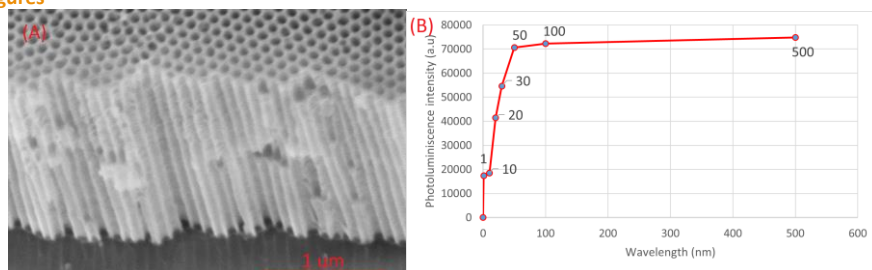 gures
(A)
1 um
(B)
Photoluminiscence intensity (a.u)
80000
70000
60000
50000
40000
30000
20000
10000
0
1
10
20
30
50
100
500
0 100 200 300 400 500 600
Wavelength (nm)